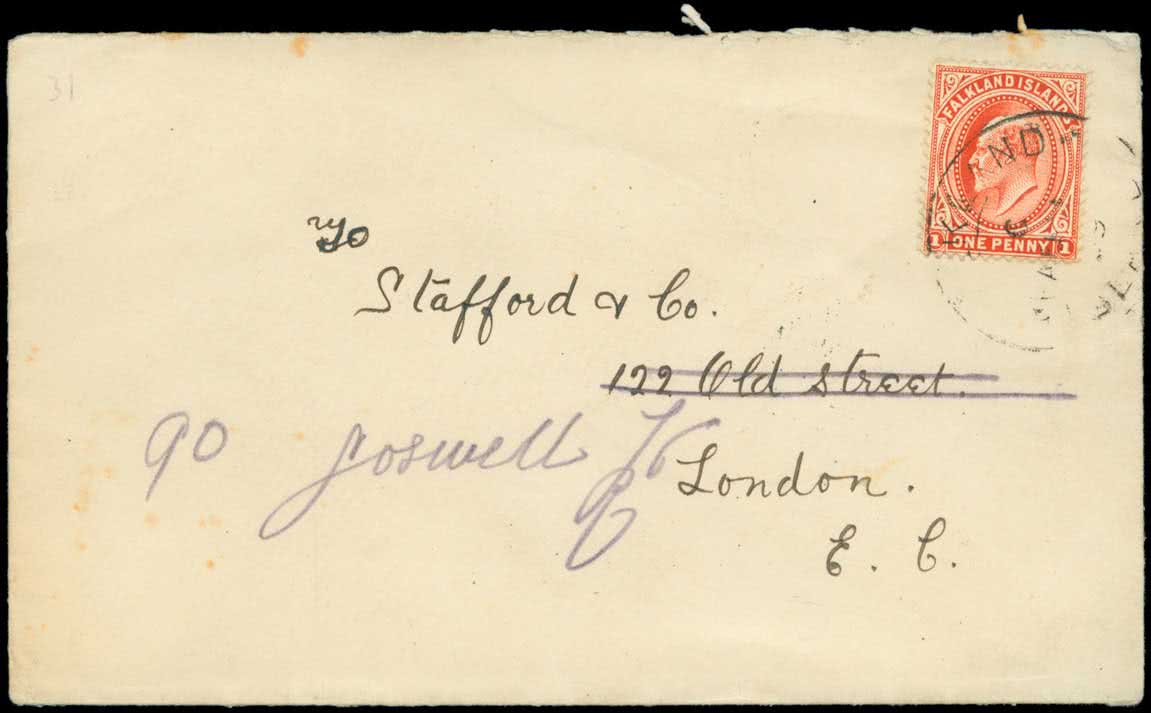 31
FALKLAND ISLANDS
1 ONE PENNY 1
To
Stafford & Co.
122 Old Street.
90 Goswell Rd
London.
E. C.